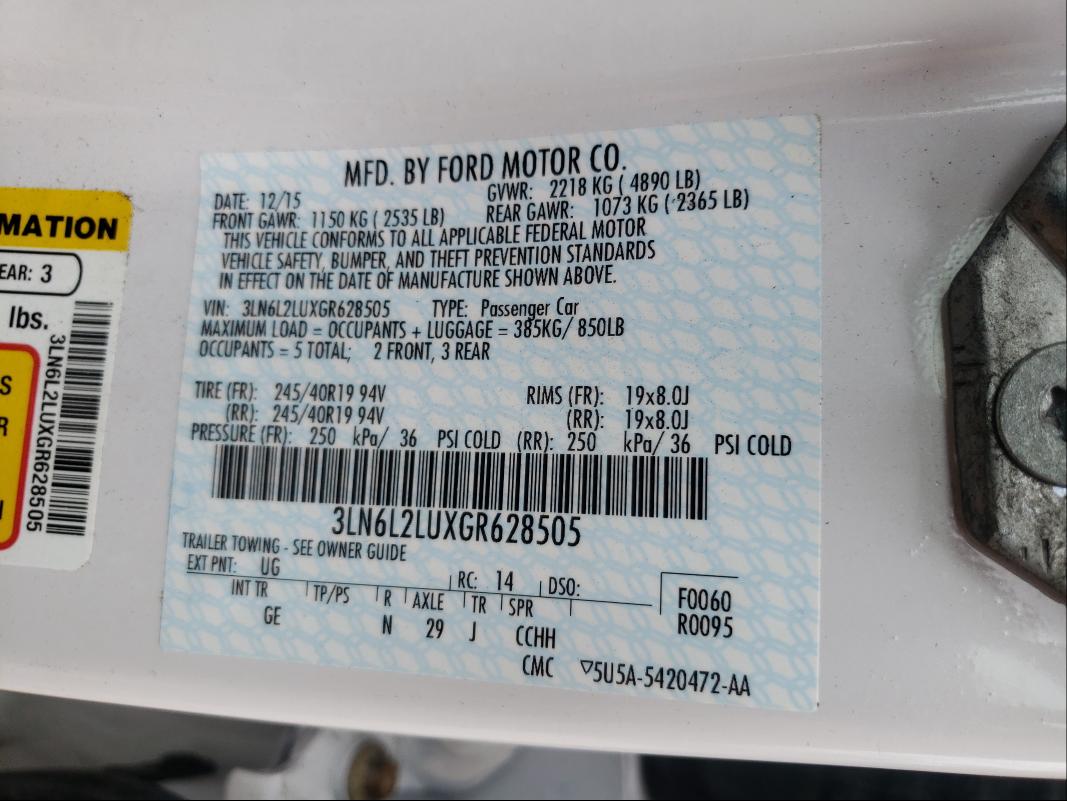 MFD. BY FORD MOTOR CO.
DATE: 12/15 GVWR: 2218 KG ( 4890 LB)
FRONT GAWR: 1150 KG ( 2535 LB) REAR GAWR: 1073 KG ( 2365 LB)
THIS VEHICLE CONFORMS TO ALL APPLICABLE FEDERAL MOTOR
VEHICLE SAFETY, BUMPER, AND THEFT PREVENTION STANDARDS
IN EFFECT ON THE DATE OF MANUFACTURE SHOWN ABOVE.
VIN: 3LN6L2LUXGR628505 TYPE: Passenger Car
MAXIMUM LOAD = OCCUPANTS + LUGGAGE = 385KG/ 850LB
OCCUPANTS = 5 TOTAL; 2 FRONT, 3 REAR
TIRE (FR): 245/40R19 94V RIMS (FR): 19x8.0J
(RR): 245/40R19 94V (RR): 19x8.0J
PRESSURE (FR): 250 kPa/ 36 PSI COLD (RR): 250 kPa/ 36 PSI COLD
3LN6L2LUXGR628505
TRAILER TOWING - SEE OWNER GUIDE
EXT PNT: UG RC: 14 DSO:
INT TR TP/PS R AXLE TR SPR F0060
GE N 29 J CCHH R0095
CMC ▽5U5A-5420472-AA
MATION
EAR: 3
lbs.
3LN6L2LUXGR628505
S
R